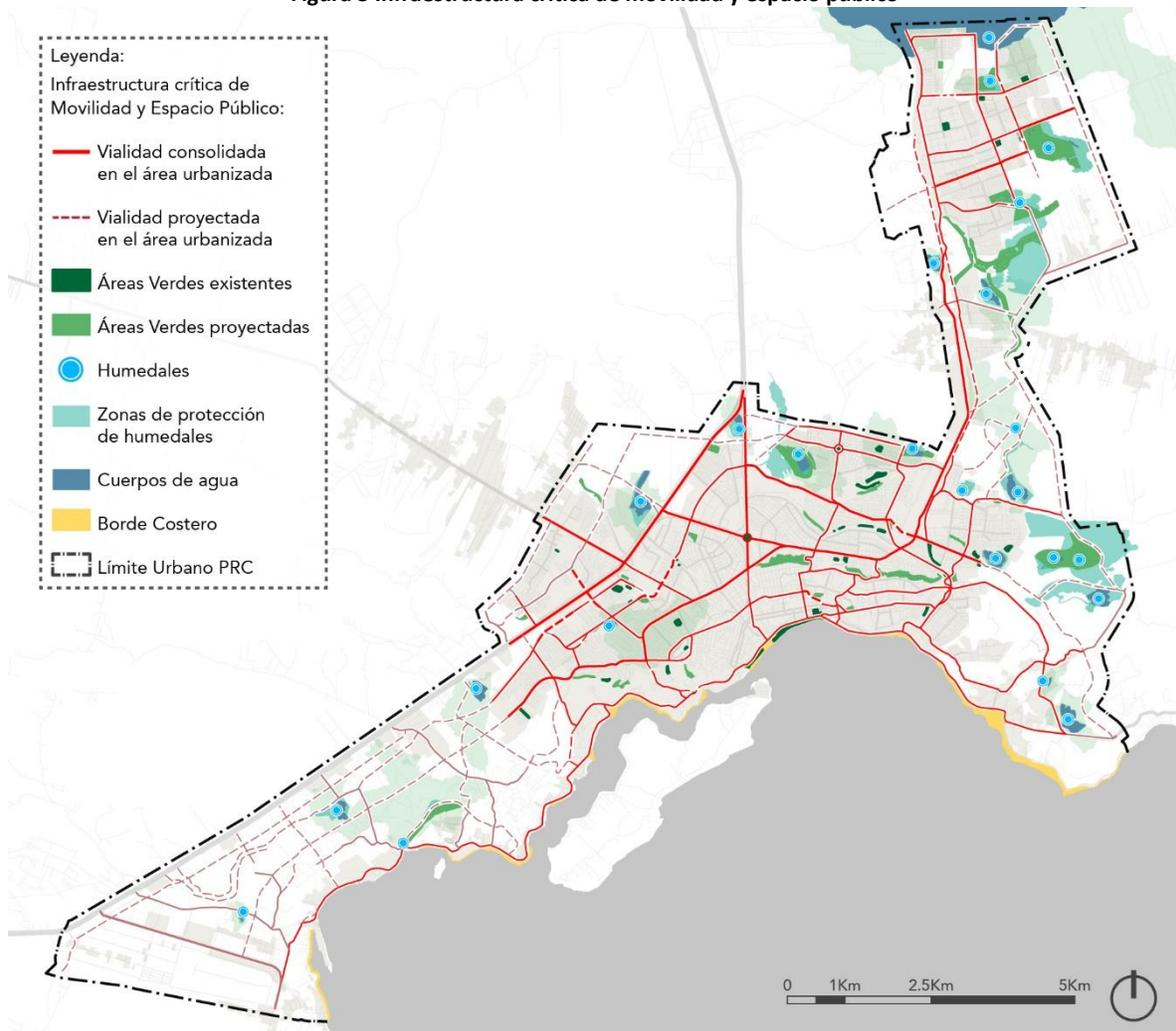 Figura 3 Infraestructura crítica de movilidad y espacio público
Leyenda:
Infraestructura crítica de
Movilidad y Espacio Público:
Vialidad consolidada
en el área urbanizada
Vialidad proyectada
en el área urbanizada
Áreas Verdes existentes
Áreas Verdes proyectadas
Humedales
Zonas de protección
de humedales
Cuerpos de agua
Borde Costero
Límite Urbano PRC
0 1Km 2.5Km 5Km